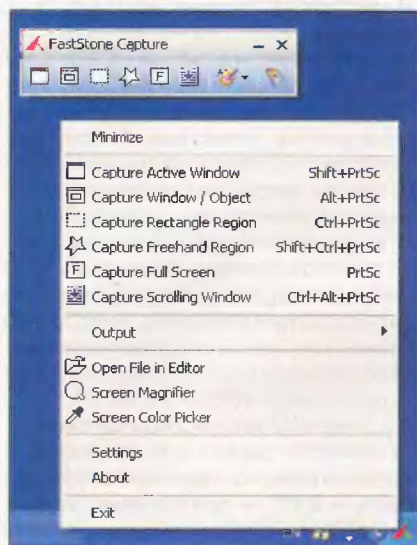 FastStone Capture
F
Minimize
Capture Active Window Shift+PrtSc
Capture Window / Object Alt+PrtSc
Capture Rectangle Region Ctrl+PrtSc
Capture Freehand Region Shift+Ctrl+PrtSc
F Capture Full Screen PrtSc
Capture Scrolling Window Ctrl+Alt+PrtSc
Output
Open File in Editor
Screen Magnifier
Screen Color Picker
Settings
About
Exit